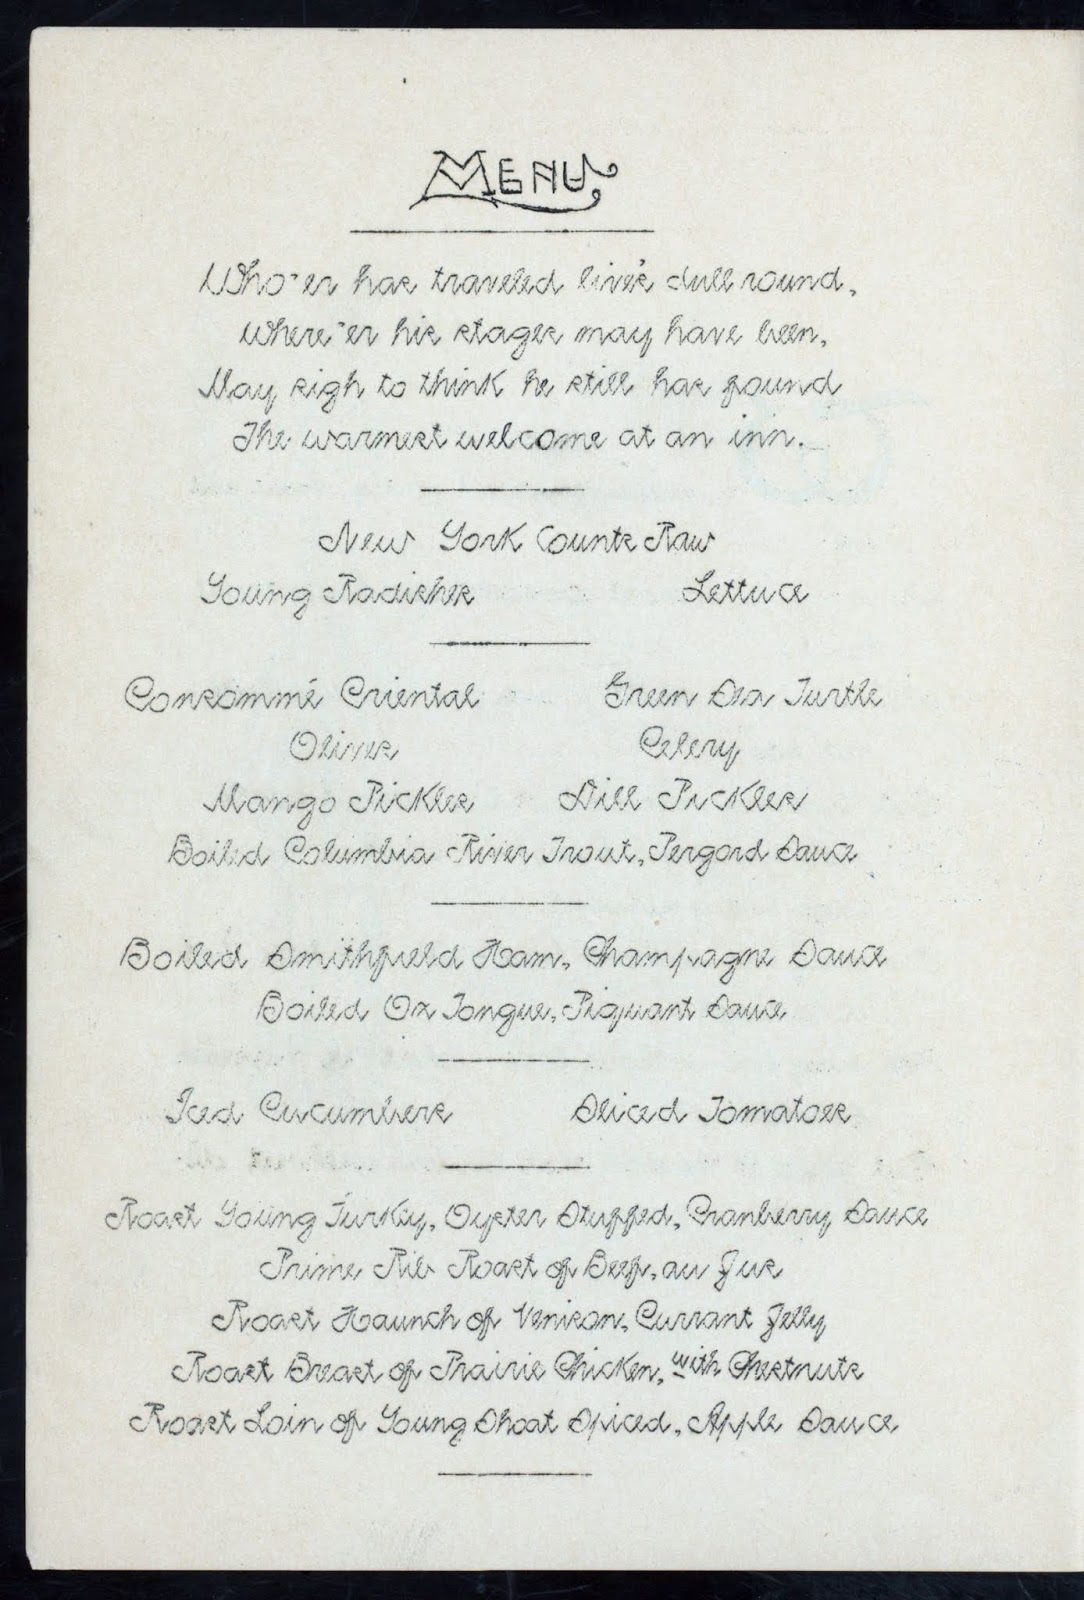 MENU
Who-er has traveled live's dull round,
where-er his stages may have been,
May sigh to think he still has found
The warmest welcome at an inn.
New York Counts Raw
Young Radishes Lettuce
Consommé Oriental Green Sea Turtle
Olives Celery
Mango Pickles Dill Pickles
Boiled Columbia River Trout, Pergord Sauce
Boiled Smithfield Ham, Champagne Sauce
Boiled Ox Tongue, Piquant Sauce
Iced Cucumbers Sliced Tomatoes
Roast Young Turkey, Oyster Stuffed, Cranberry Sauce
Prime Rib Roast of Beef, au Jus
Roast Haunch of Venison, Currant Jelly
Roast Breast of Prairie Chicken, with Chestnuts
Roast Loin of Young Shoat Spiced, Apple Sauce